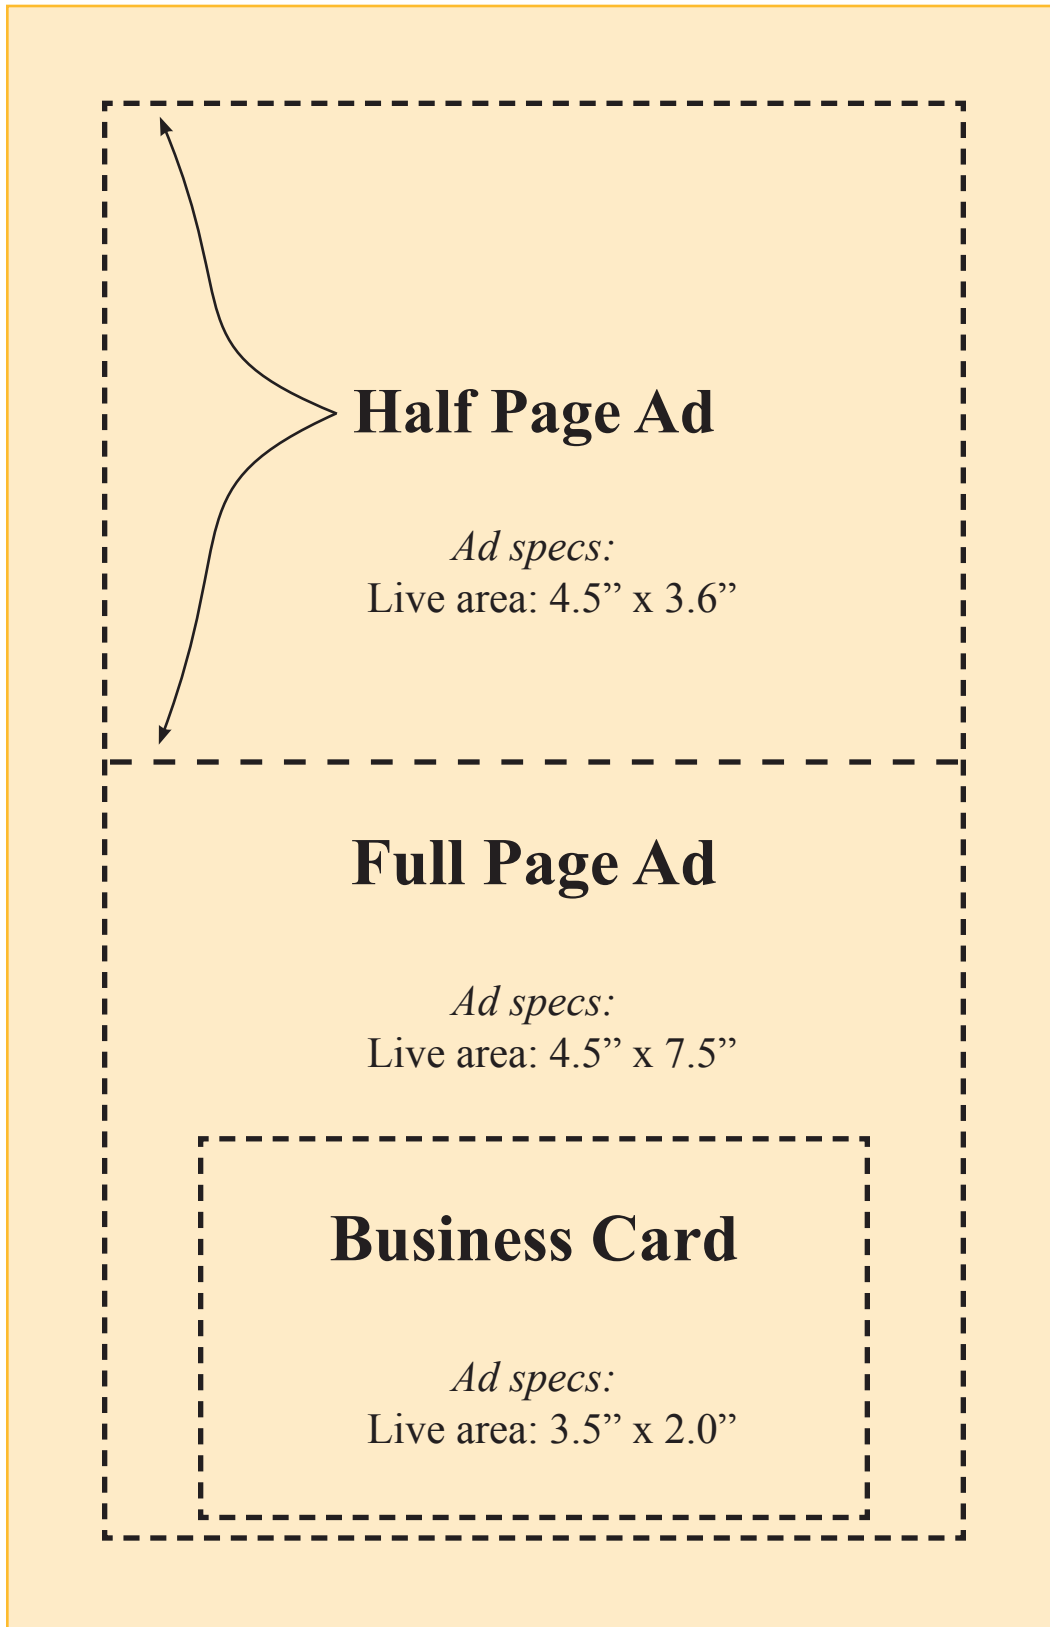 Half Page Ad
Ad specs:
Live area: 4.5” x 3.6”
Full Page Ad
Ad specs:
Live area: 4.5” x 7.5”
Business Card
Ad specs:
Live area: 3.5” x 2.0”